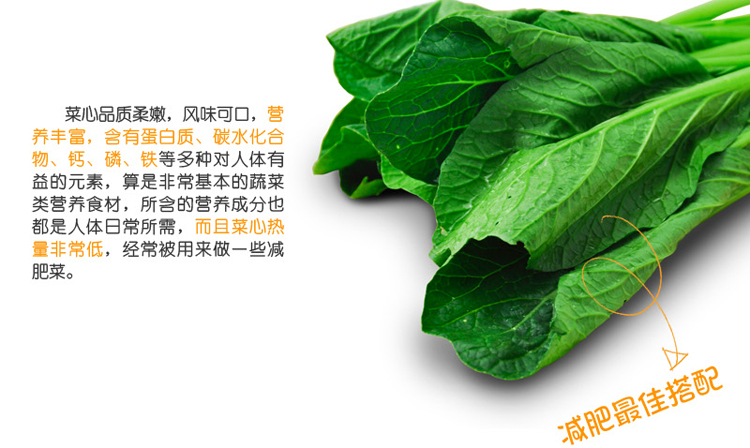 菜心品质柔嫩，风味可口，营
养丰富，含有蛋白质、碳水化合
物、钙、磷、铁等多种对人体有
益的元素，算是非常基本的蔬菜
类营养食材，所含的营养成分也
都是人体日常所需，而且菜心热
量非常低，经常被用来做一些减
肥菜。
减肥最佳搭配